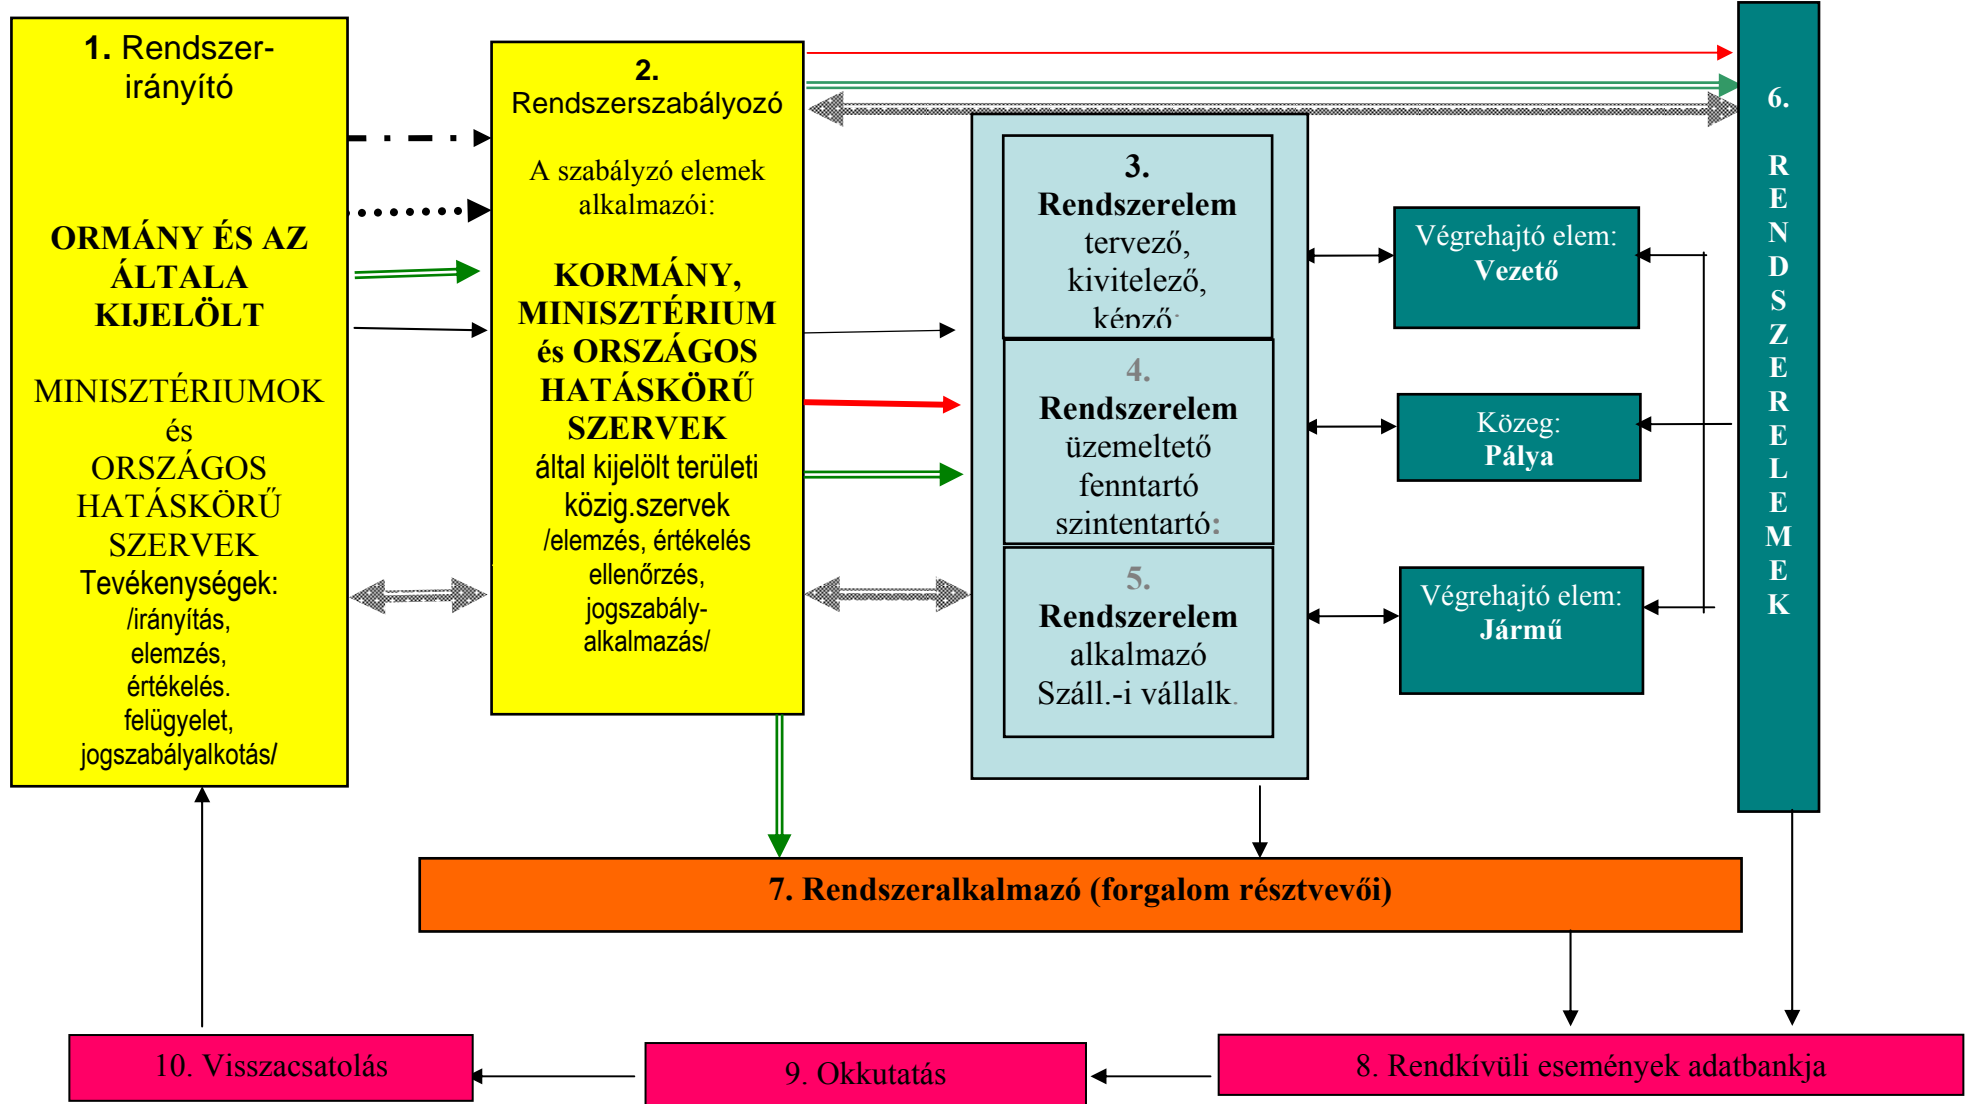 1. Rendszer-
irányító
ORMÁNY ÉS AZ
ÁLTALA
KIJELÖLT
MINISZTÉRIUMOK
és
ORSZÁGOS
HATÁSKÖRŰ
SZERVEK
Tevékenységek:
/irányítás,
elemzés,
értékelés.
felügyelet,
jogszabályalkotás/
2.
Rendszerszabályozó
A szabályzó elemek
alkalmazói:
KORMÁNY,
MINISZTÉRIUM
és ORSZÁGOS
HATÁSKÖRŰ
SZERVEK
által kijelölt területi
közig.szervek
/elemzés, értékelés
ellenőrzés,
jogszabály-
alkalmazás/
3.
Rendszerelem
tervező,
kivitelező,
képző:
4.
Rendszerelem
üzemeltető
fenntartó
szintentartó:
5.
Rendszerelem
alkalmazó
Száll.-i vállalk.
Végrehajtó elem:
Vezető
Közeg:
Pálya
Végrehajtó elem:
Jármű
6.
R
E
N
D
S
Z
E
R
E
L
E
M
E
K
7. Rendszeralkalmazó (forgalom résztvevői)
10. Visszacsatolás
9. Okkutatás
8. Rendkívüli események adatbankja